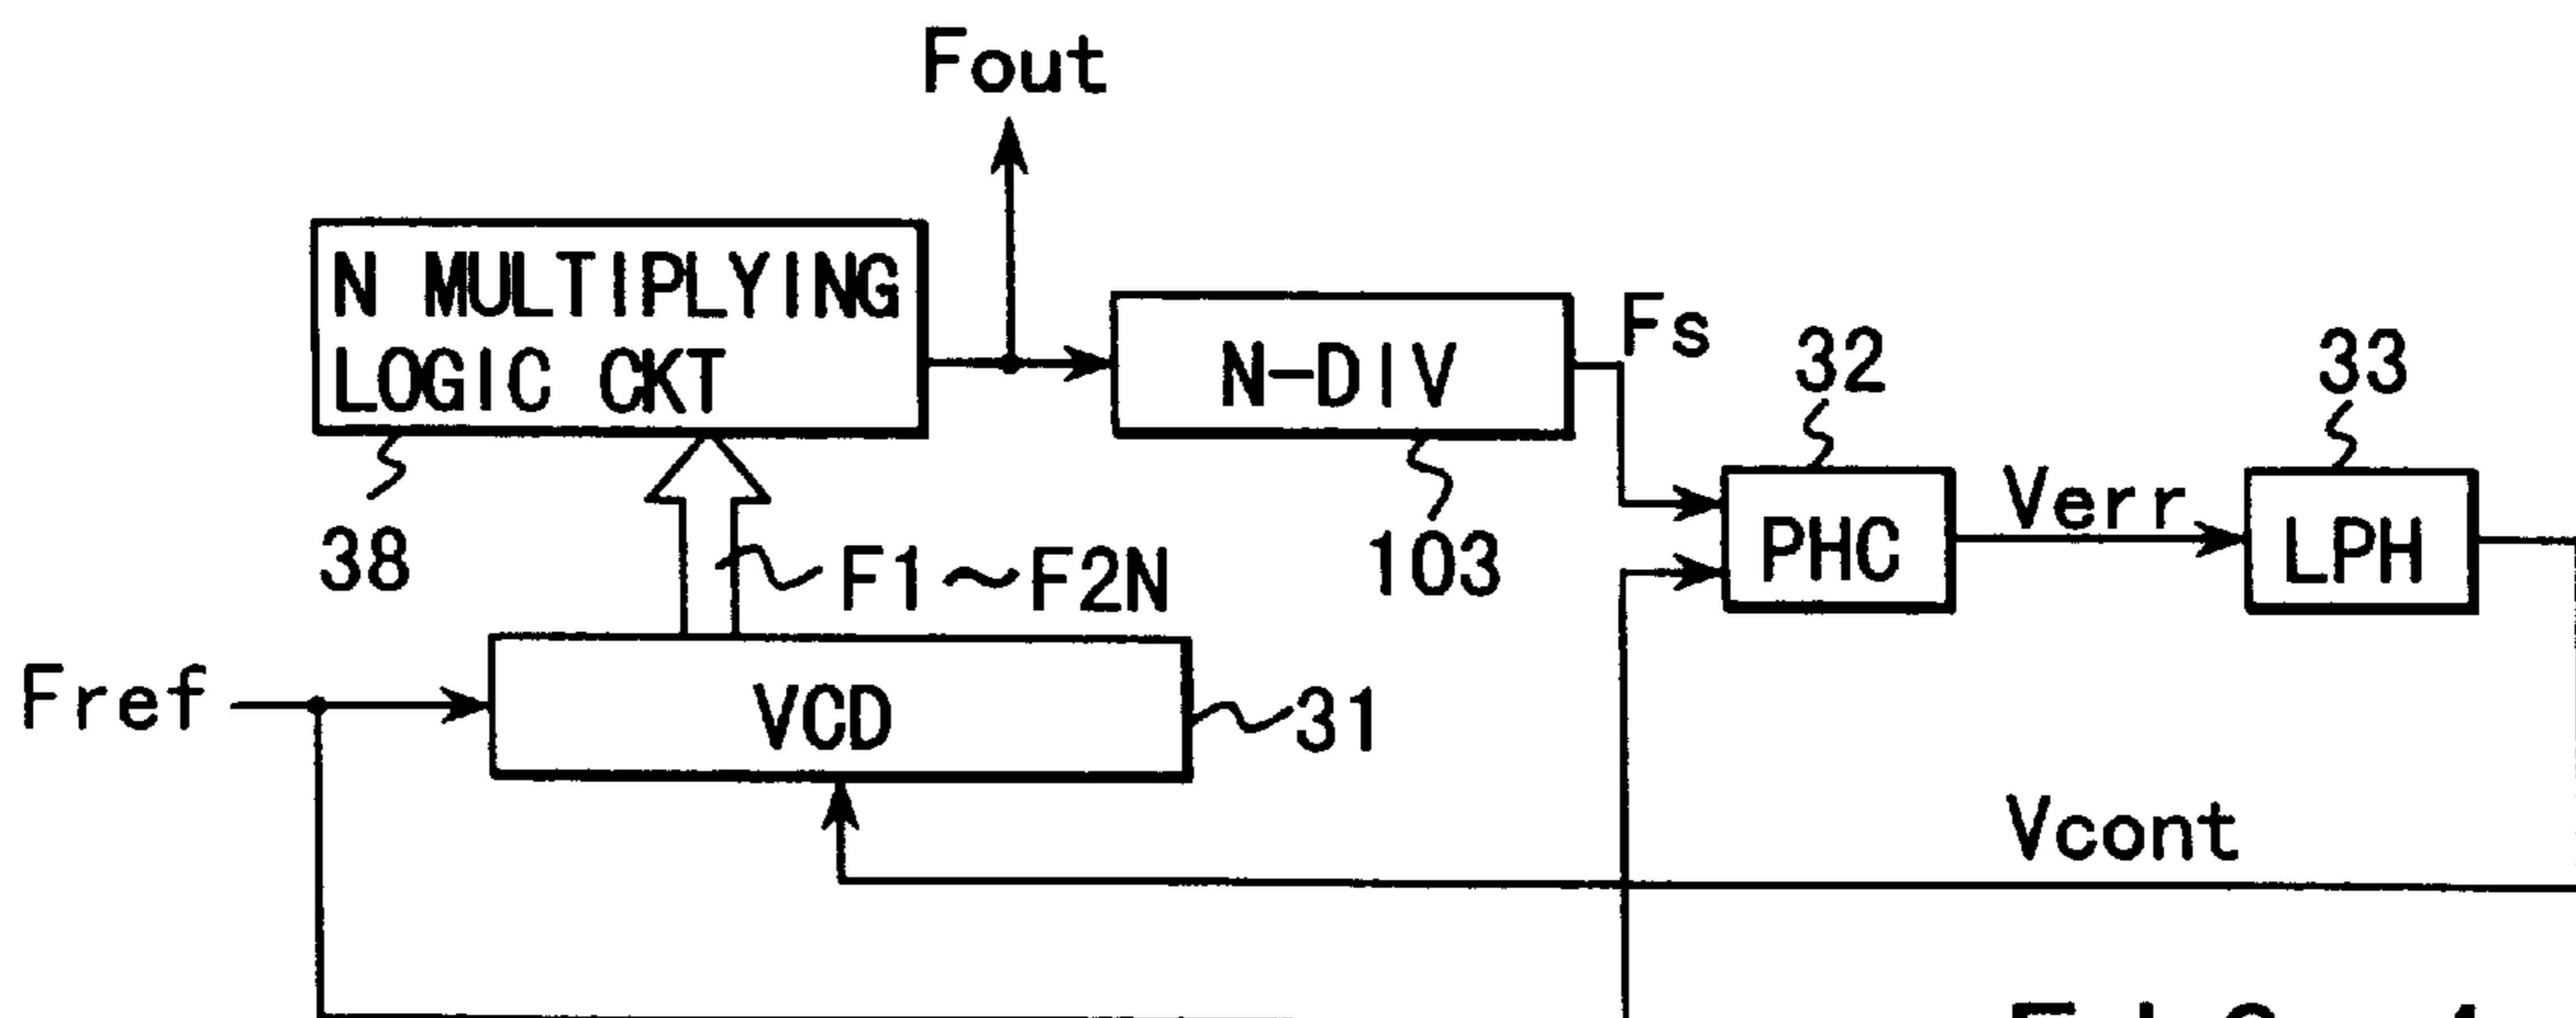 Fout
N MULTIPLYING
LOGIC CKT
N-DIV
Fs
32
33
38
F1~F2N
103
PHC
Verr
LPH
Fref
VCD
31
Vcont